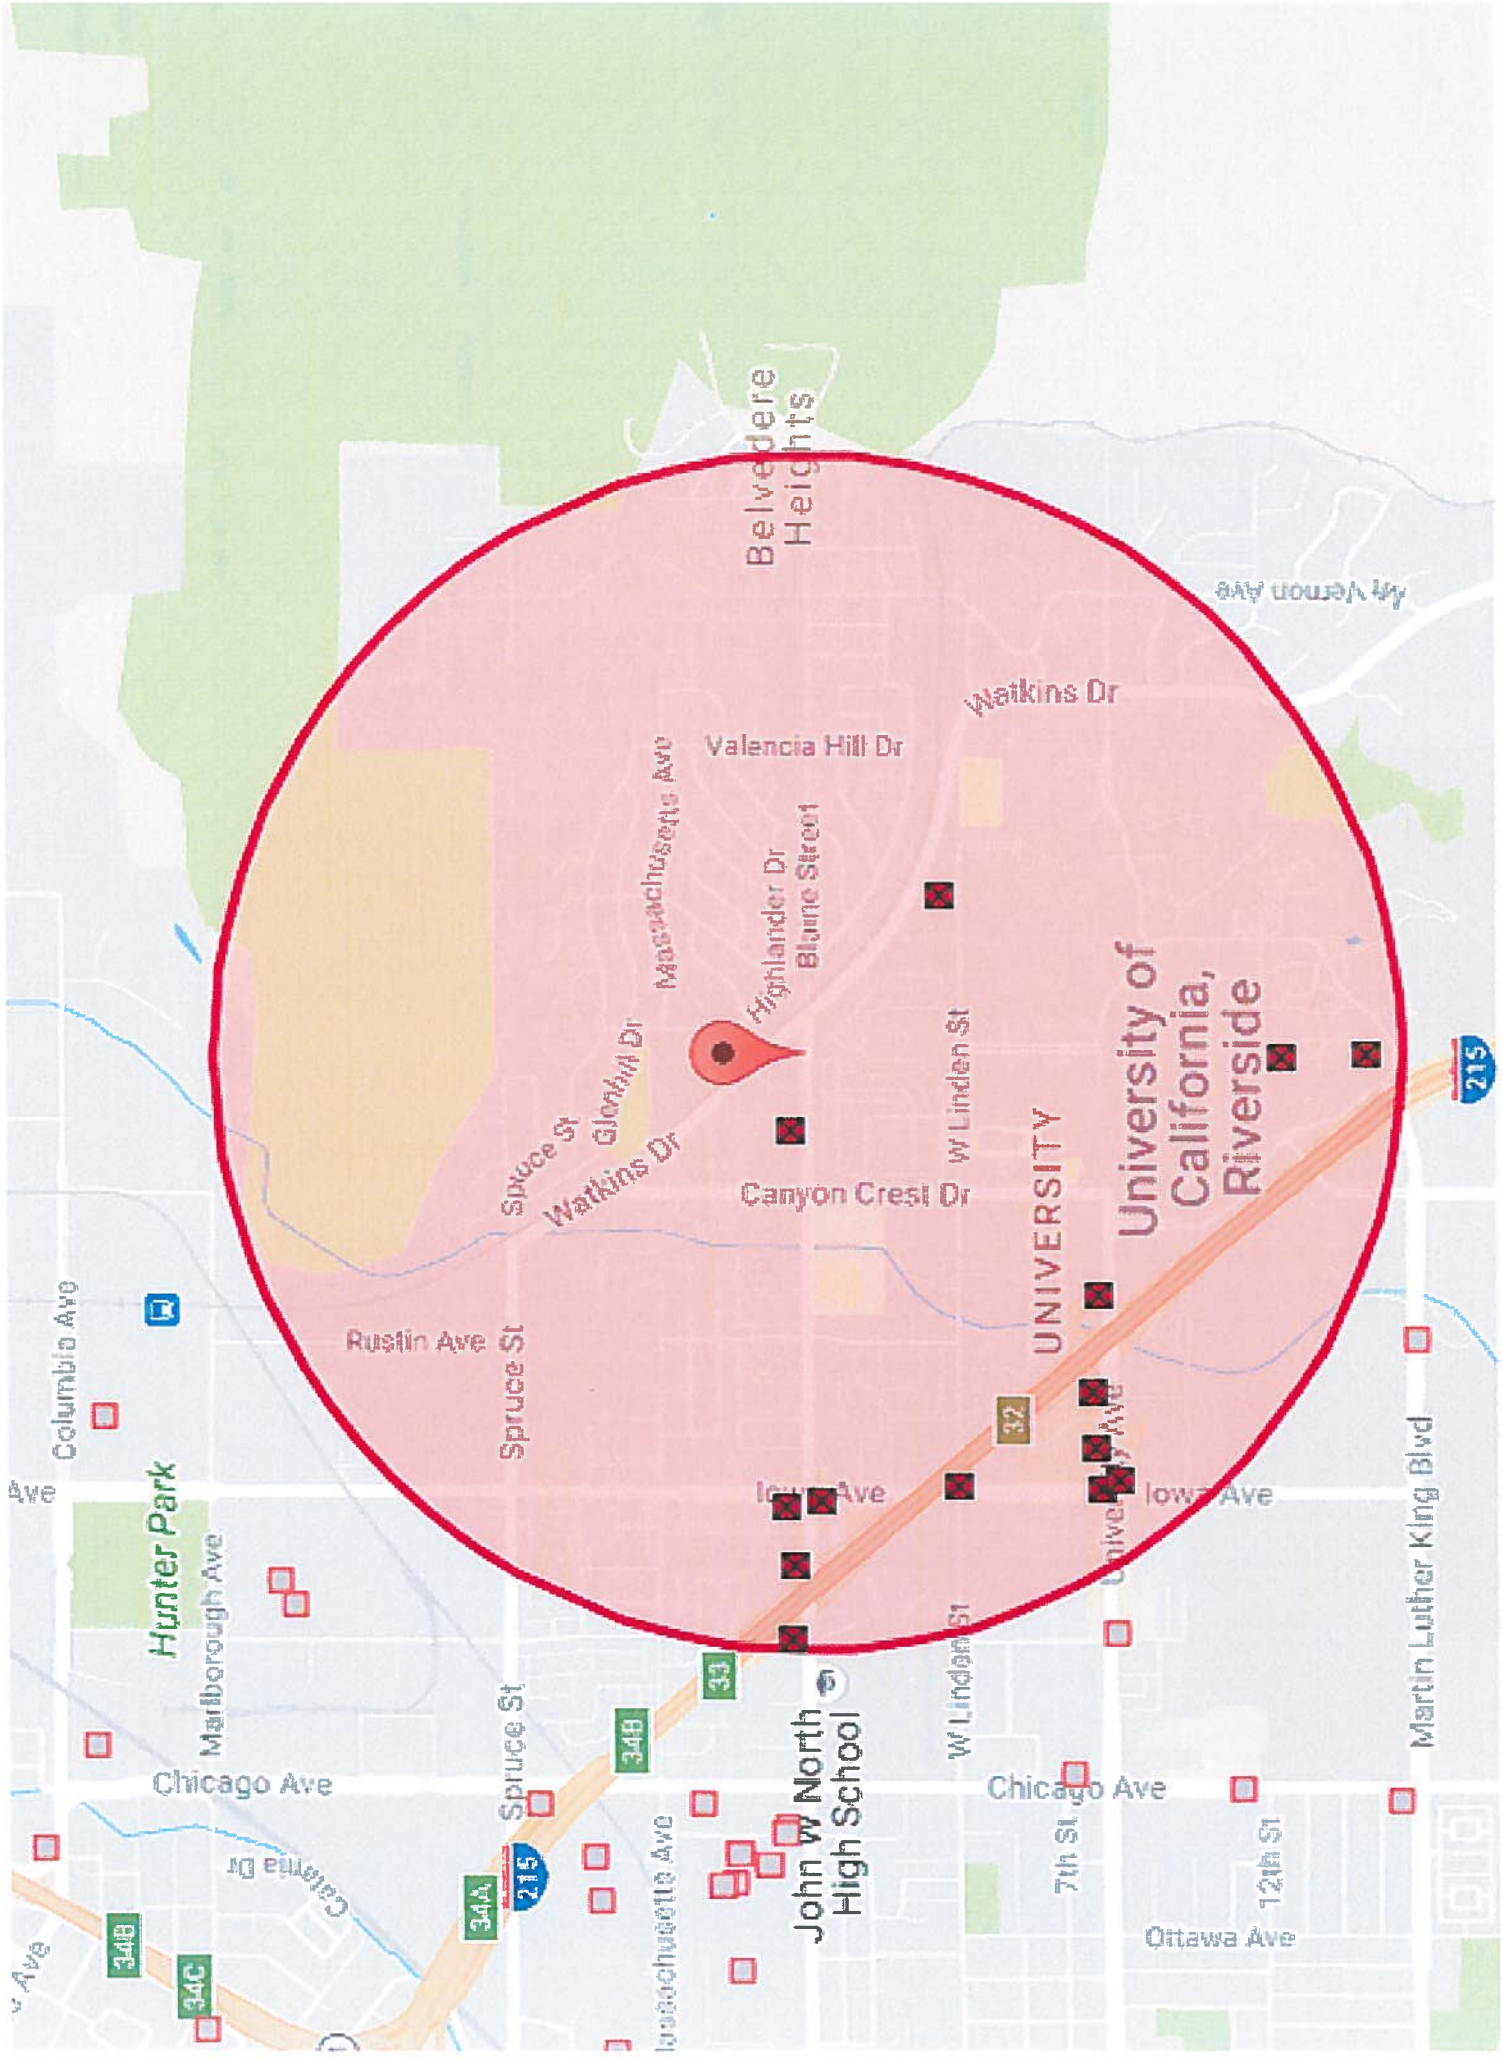 Belvedere
Heights
Mt Vernon Ave
Watkins Dr
Valencia Hill Dr
Massachusetts Ave
Highlander Dr
Blaine Street
Glenhill Dr
Spruce St
Watkins Dr
W Linden St
Canyon Crest Dr
University of
California,
Riverside
UNIVERSITY
215
Columbia Ave
Rustin Ave
Spruce St
32
Ave
Iowa Ave
Iowa Ave
Hunter Park
Marlborough Ave
33
34B
Spruce St
W Linden St
Martin Luther King Blvd
John W North
High School
Chicago Ave
Chicago Ave
7th St
12th St
215
34A
34B
34C
Ottawa Ave